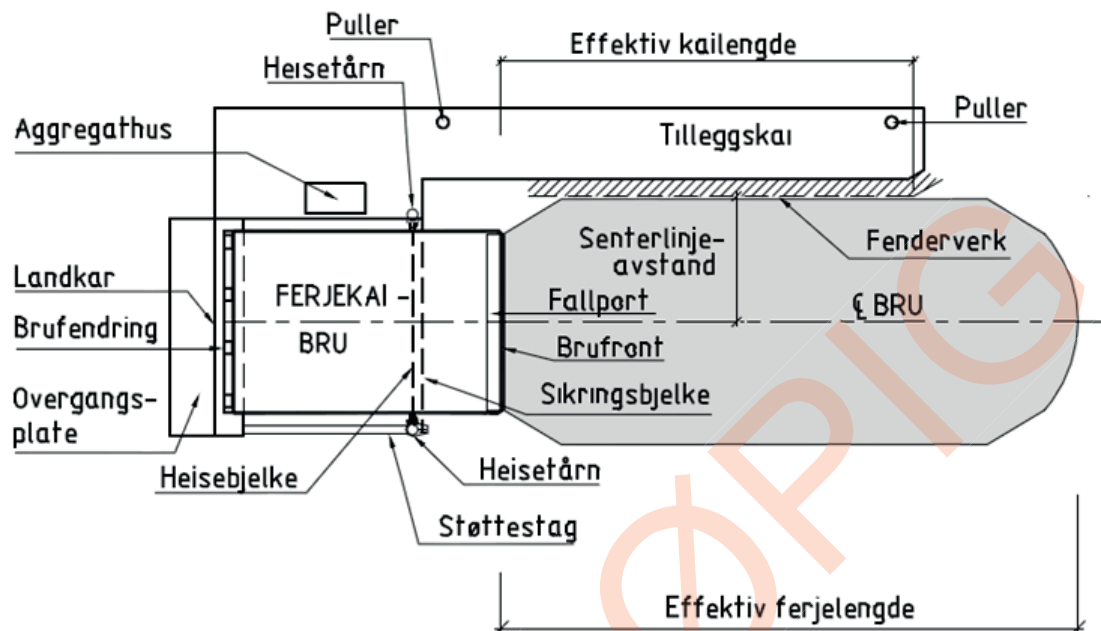 Puller
Effektiv kailengde
Heisetårn
Aggregathus
Tilleggskai
Puller
Senterlinje-
avstand
Fenderverk
Landkar
FERJEKAI -
BRU
Fallport
℄ BRU
Brufendring
Brufront
Sikringsbjelke
Overgangs-
plate
Heisebjelke
Heisetårn
Støttestag
Effektiv ferjelengde
ØPIG